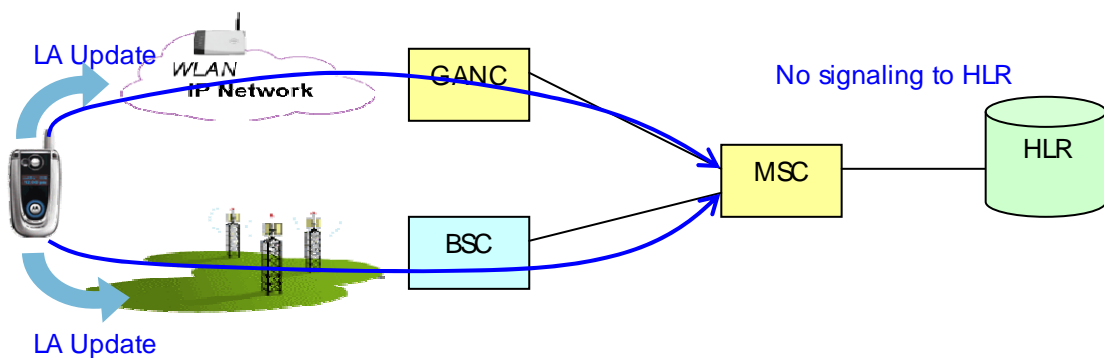 LA Update
WLAN
IP Network
GANC
No signaling to HLR
HLR
MSC
BSC
LA Update